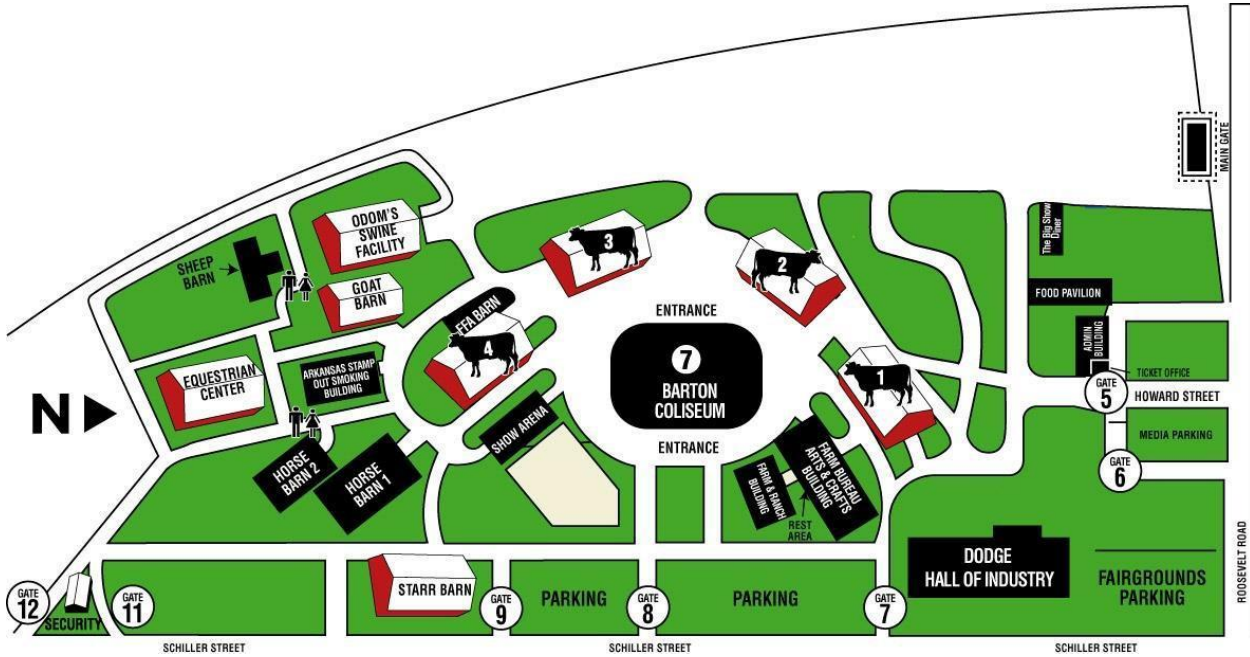 MAIN GATE
ROOSEVELT ROAD
ODOM'S
SWINE
FACILITY
SHEEP
BARN
GOAT
BARN
3
2
The Big Show
Diner
FOOD PAVILION
ADMIN
BUILDING
TICKET OFFICE
GATE
5
HOWARD STREET
MEDIA PARKING
GATE
6
ENTRANCE
7
BARTON
COLISEUM
ENTRANCE
FFA BARN
4
1
EQUESTRIAN
CENTER
ARKANSAS STAMP
OUT SMOKING
BUILDING
N
SHOW ARENA
HORSE
BARN 2
HORSE
BARN 1
FARM & RANCH
BUILDING
FARM BUREAU
ARTS & CRAFTS
BUILDING
REST
AREA
DODGE
HALL OF INDUSTRY
FAIRGROUNDS
PARKING
GATE
12
SECURITY
GATE
11
STARR BARN
GATE
9
PARKING
GATE
8
PARKING
GATE
7
SCHILLER STREET
SCHILLER STREET
SCHILLER STREET